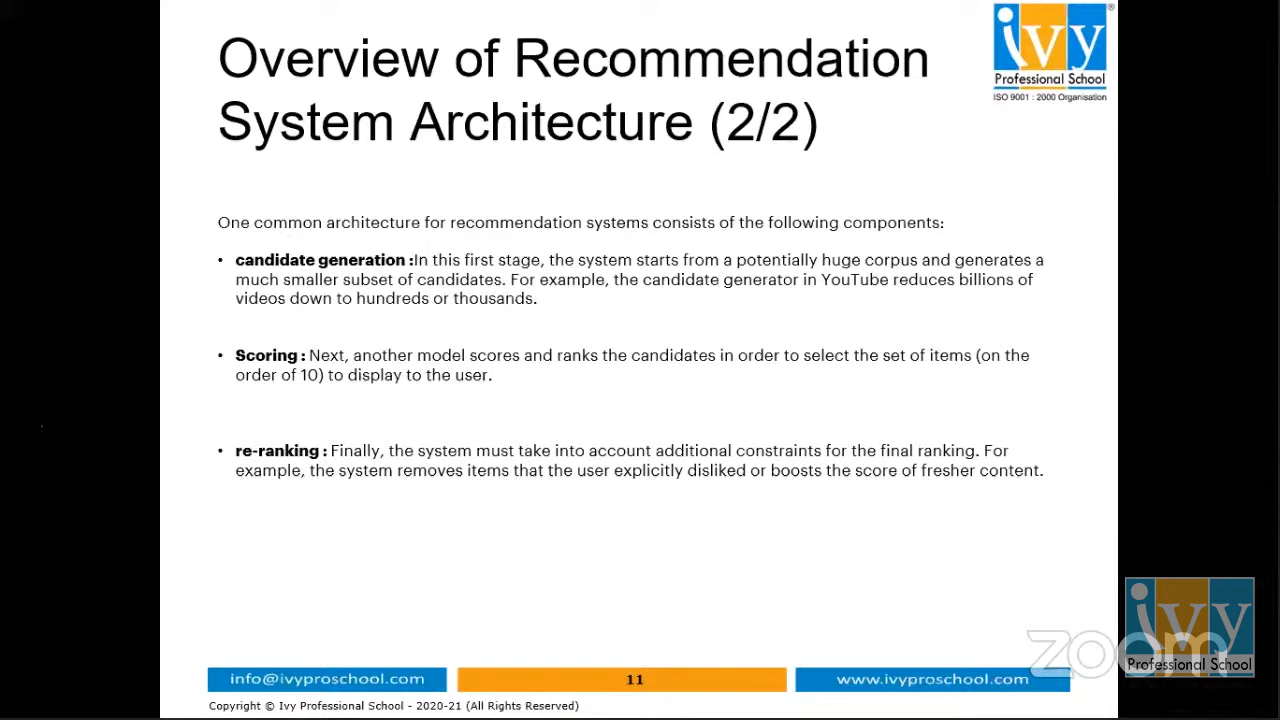 Overview of Recommendation
System Architecture (2/2)
ivy
Professional School
ISO 9001 : 2000 Organisation
One common architecture for recommendation systems consists of the following components:
• candidate generation :In this first stage, the system starts from a potentially huge corpus and generates a
much smaller subset of candidates. For example, the candidate generator in YouTube reduces billions of
videos down to hundreds or thousands.
• Scoring : Next, another model scores and ranks the candidates in order to select the set of items (on the
order of 10) to display to the user.
• re-ranking : Finally, the system must take into account additional constraints for the final ranking. For
example, the system removes items that the user explicitly disliked or boosts the score of fresher content.
zoom
ivy
Professional School
info@ivyproschool.com
11
www.ivyproschool.com
Copyright © Ivy Professional School - 2020-21 (All Rights Reserved)